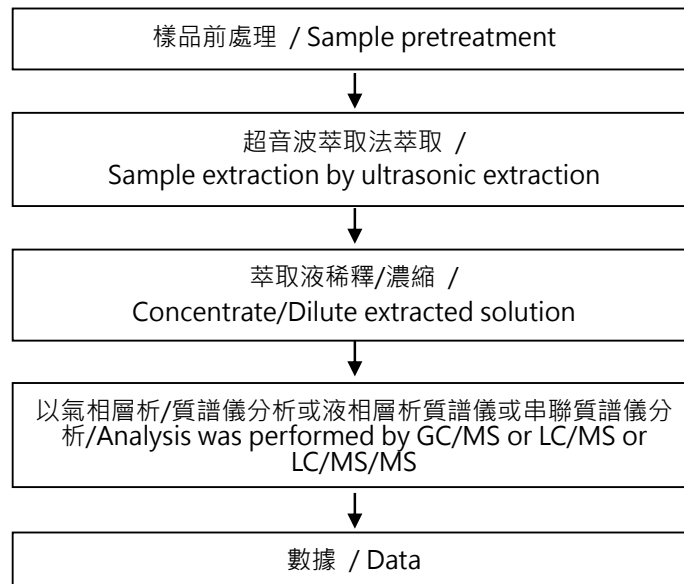 樣品前處理 / Sample pretreatment
超音波萃取法萃取 /
Sample extraction by ultrasonic extraction
萃取液稀釋/濃縮 /
Concentrate/Dilute extracted solution
以氣相層析/質譜儀分析或液相層析質譜儀或串聯質譜儀分
析/Analysis was performed by GC/MS or LC/MS or
LC/MS/MS
數據 / Data